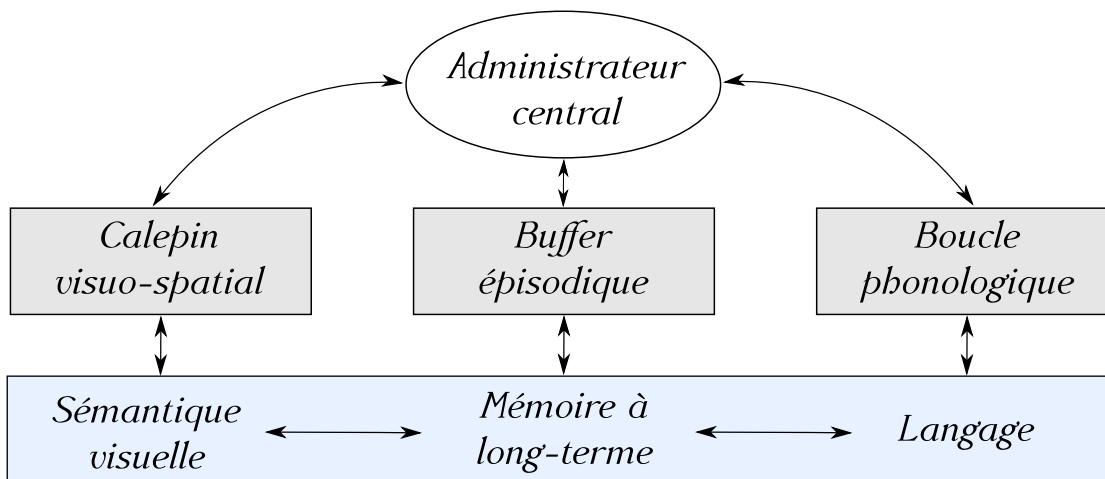 Administrateur
central
Calepin
visuo-spatial
Buffer
épisodique
Boucle
phonologique
Sémantique
visuelle
Mémoire à
long-terme
Langage